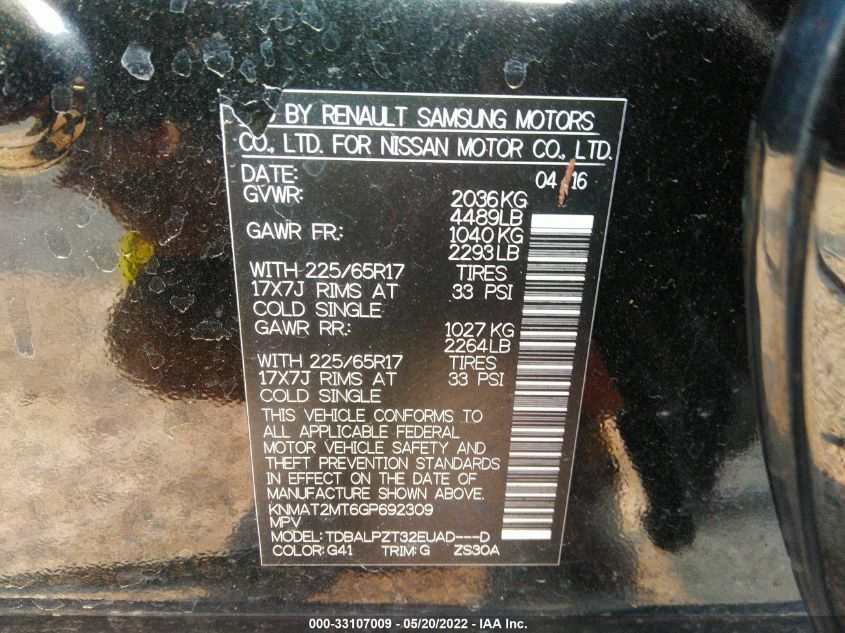 BY RENAULT SAMSUNG MOTORS
CO., LTD. FOR NISSAN MOTOR CO., LTD.
DATE: 04 16
GVWR: 2036KG
4489LB
GAWR FR.: 1040KG
2293LB
WITH 225/65R17 TIRES
17X7J RIMS AT 33 PSI
COLD SINGLE
GAWR RR.: 1027KG
2264LB
WITH 225/65R17 TIRES
17X7J RIMS AT 33 PSI
COLD SINGLE
THIS VEHICLE CONFORMS TO
ALL APPLICABLE FEDERAL
MOTOR VEHICLE SAFETY AND
THEFT PREVENTION STANDARDS
IN EFFECT ON THE DATE OF
MANUFACTURE SHOWN ABOVE.
KNMAT2MT6GP692309
MPV
MODEL: TDBALPZT32EUAD---D
COLOR: G41 TRIM: G ZS30A
000-33107009 - 05/20/2022 - IAA Inc.